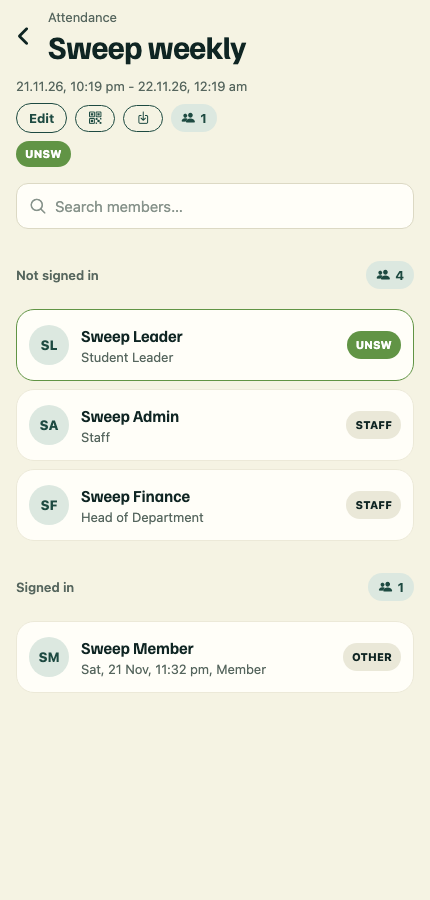 Attendance
Sweep weekly
21.11.26, 10:19 pm - 22.11.26, 12:19 am
Edit 1
UNSW
Search members...
Not signed in 4
SL Sweep Leader UNSW
Student Leader
SA Sweep Admin STAFF
Staff
SF Sweep Finance STAFF
Head of Department
Signed in 1
SM Sweep Member OTHER
Sat, 21 Nov, 11:32 pm, Member